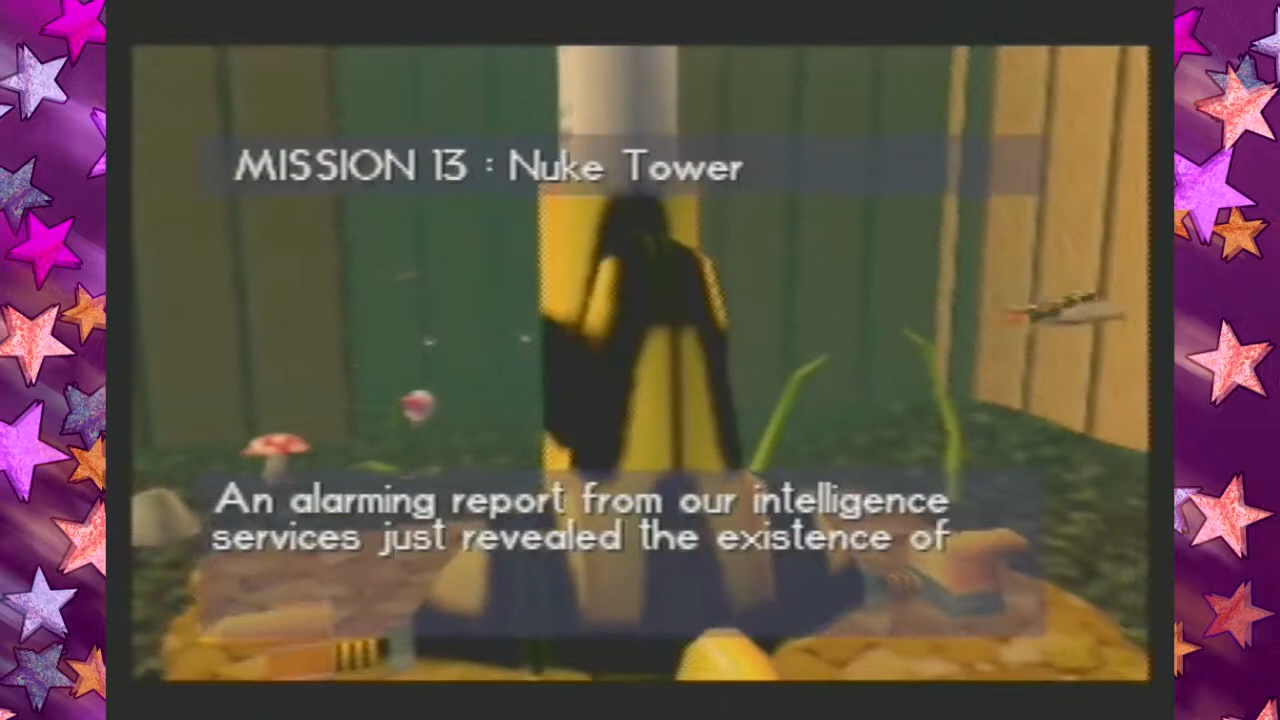 MISSION 13 : Nuke Tower
An alarming report from our intelligence
services just revealed the existence of